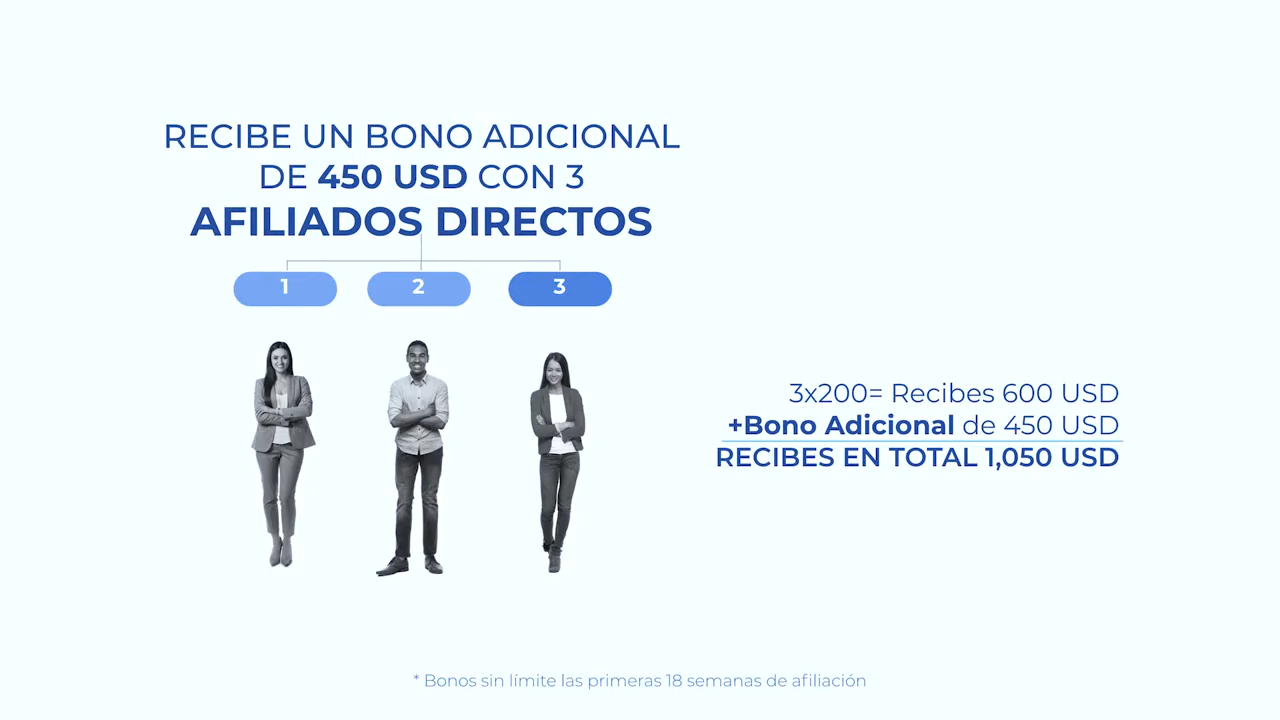 RECIBE UN BONO ADICIONAL
DE 450 USD CON 3
AFILIADOS DIRECTOS
1
2
3
3x200= Recibes 600 USD
+Bono Adicional de 450 USD
RECIBES EN TOTAL 1,050 USD
* Bonos sin límite las primeras 18 semanas de afiliación